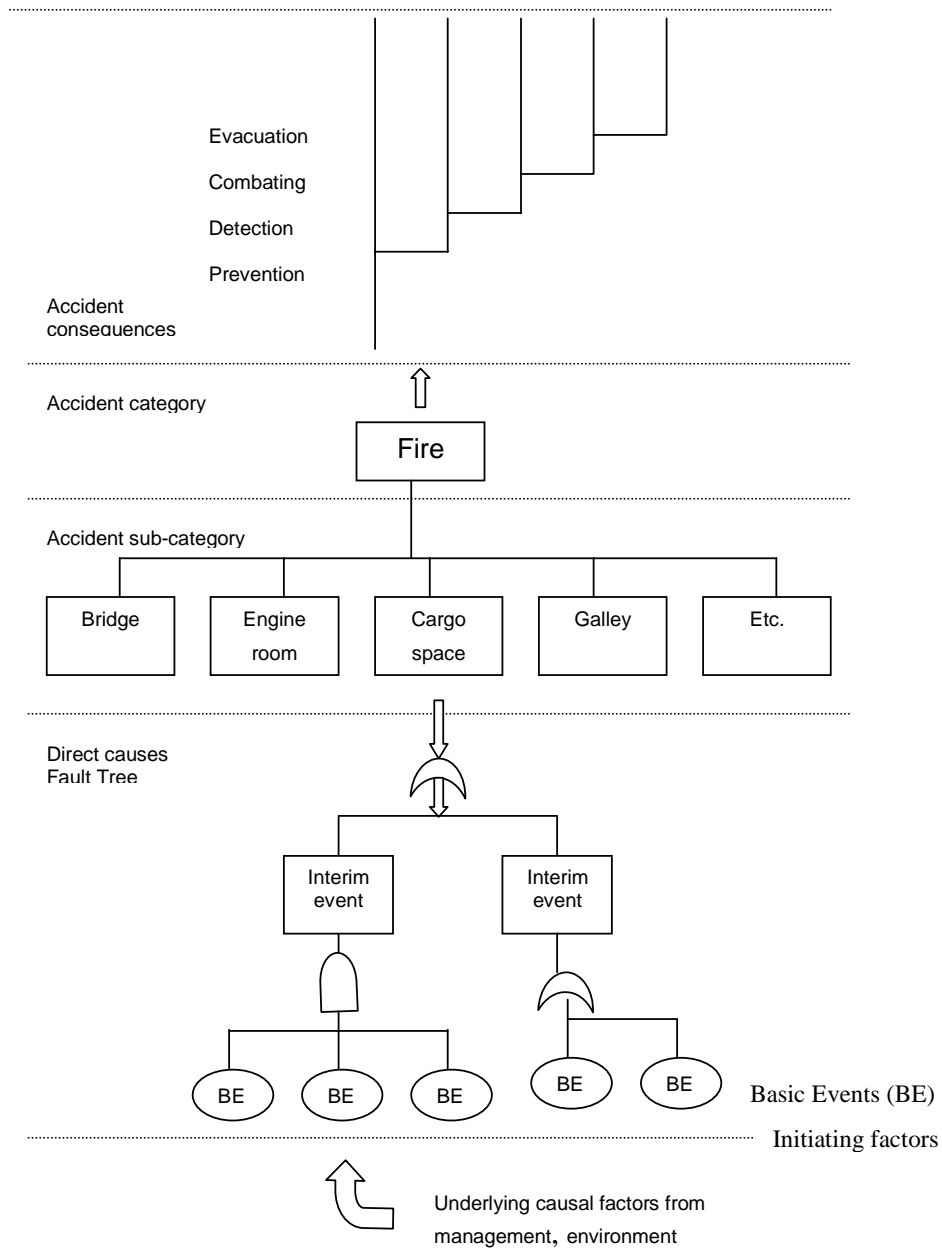 Evacuation
Combating
Detection
Prevention
Accident
consequences
Accident category
Fire
Accident sub-category
Bridge
Engine
room
Cargo
space
Galley
Etc.
Direct causes
Fault Tree
Interim
event
Interim
event
BE
BE
BE
BE
BE
Basic Events (BE)
Initiating factors
Underlying causal factors from
management, environment